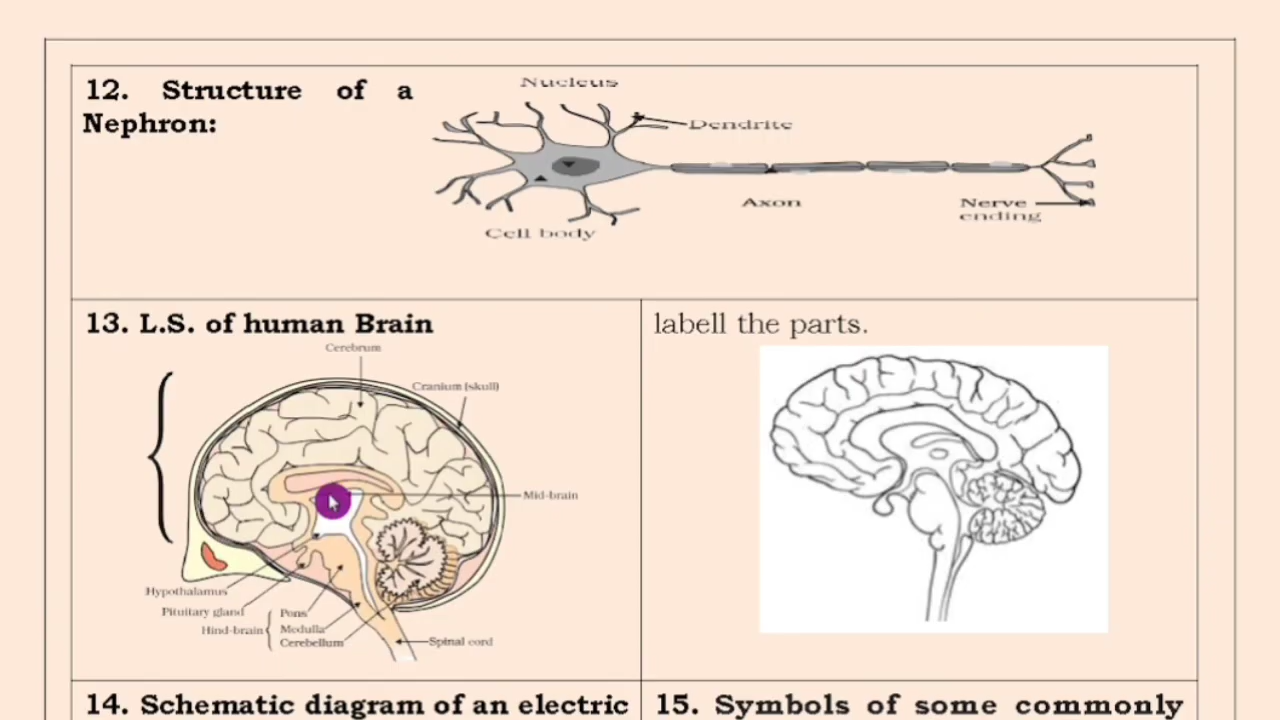 12. Structure of a
Nephron:
Nucleus
Dendrite
Axon
Nerve
ending
Cell body
13. L.S. of human Brain
Cerebrum
Cranium (skull)
Mid-brain
Hypothalamus
Pituitary gland
Hind-brain
Pons
Medulla
Cerebellum
Spinal cord
labell the parts.
14. Schematic diagram of an electric
15. Symbols of some commonly